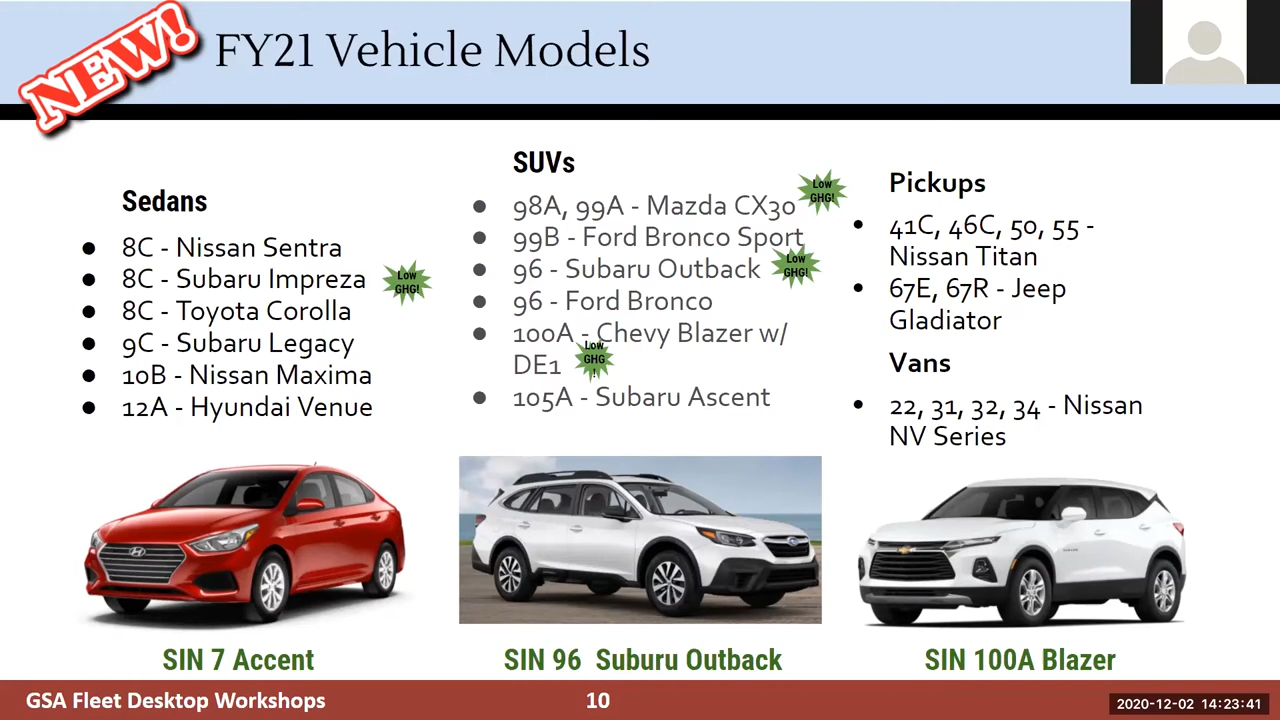 NEW!
FY21 Vehicle Models
Sedans
8C - Nissan Sentra
8C - Subaru Impreza
Low
GHG!
8C - Toyota Corolla
9C - Subaru Legacy
10B - Nissan Maxima
12A - Hyundai Venue
SUVs
98A, 99A - Mazda CX30
Low
GHG!
99B - Ford Bronco Sport
96 - Subaru Outback
Low
GHG!
96 - Ford Bronco
100A - Chevy Blazer w/
DE1
Low
GHG
!
105A - Subaru Ascent
Pickups
41C, 46C, 50, 55 -
Nissan Titan
67E, 67R - Jeep
Gladiator
Vans
22, 31, 32, 34 - Nissan
NV Series
SIN 7 Accent
SIN 96 Suburu Outback
SIN 100A Blazer
GSA Fleet Desktop Workshops
10
2020-12-02 14:23:41